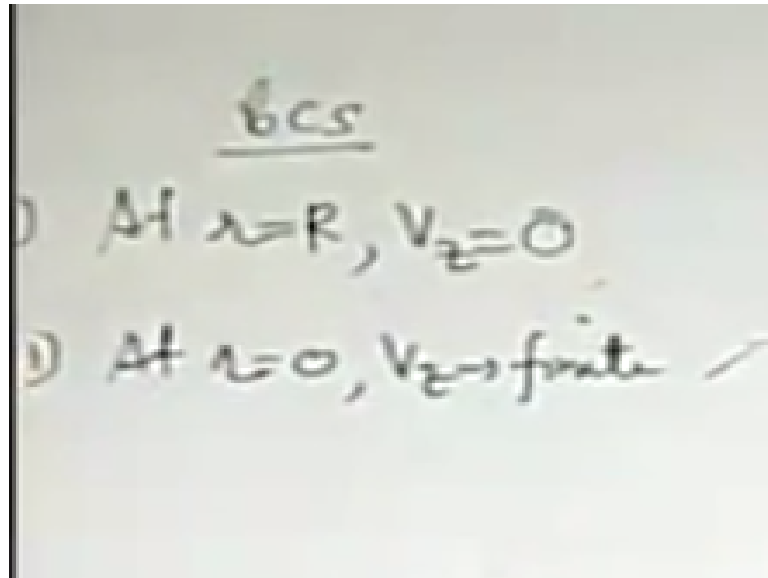 bcs
) At r=R, Vz=0
) At r=0, Vz→finite